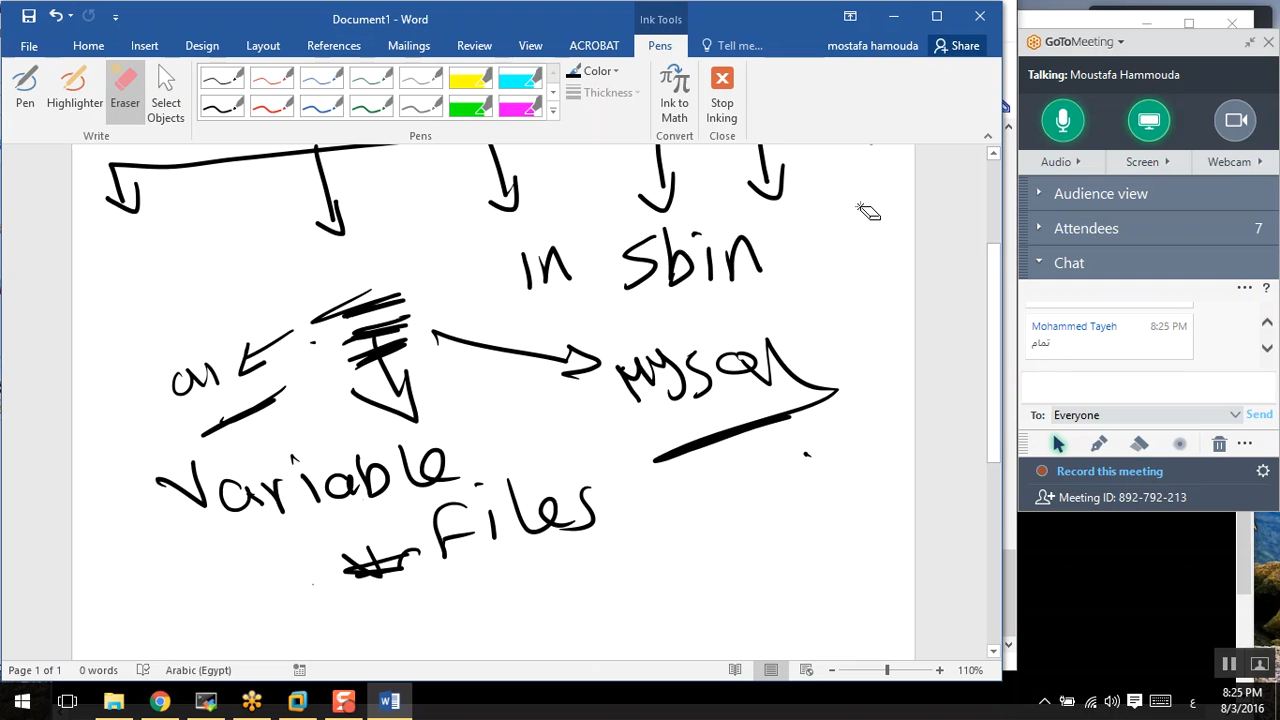 Document1 - Word
Ink Tools
File
Home
Insert
Design
Layout
References
Mailings
Review
View
ACROBAT
Pens
Tell me...
mostafa hamouda
Share
Pen
Highlighter
Eraser
Select Objects
Color
Thickness
Ink to Math
Stop Inking
Write
Pens
Convert
Close
in sbin
Mysql
Variable
Files
Page 1 of 1
0 words
Arabic (Egypt)
110%
GoToMeeting
Talking: Moustafa Hammouda
Audio
Screen
Webcam
Audience view
Attendees
7
Chat
?
Mohammed Tayeh
8:25 PM
تمام
To:
Everyone
Send
Record this meeting
Meeting ID: 892-792-213
ع
8:25 PM
8/3/2016